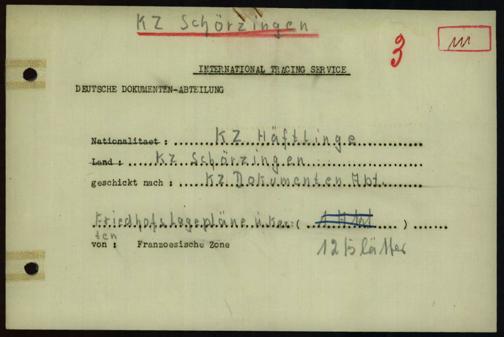 KZ Schörzingen
3
m
INTERNATIONAL TRACING SERVICE
DEUTSCHE DOKUMENTEN-ABTEILUNG
Nationalitaet : KZ Häftlinge
Land: : KZ Schörzingen
geschickt nach : KZ Dokumenten Abt.
Friedhofslagepläne u. Kar ( )
ten
12 Blätter
von : Franzoesische Zone